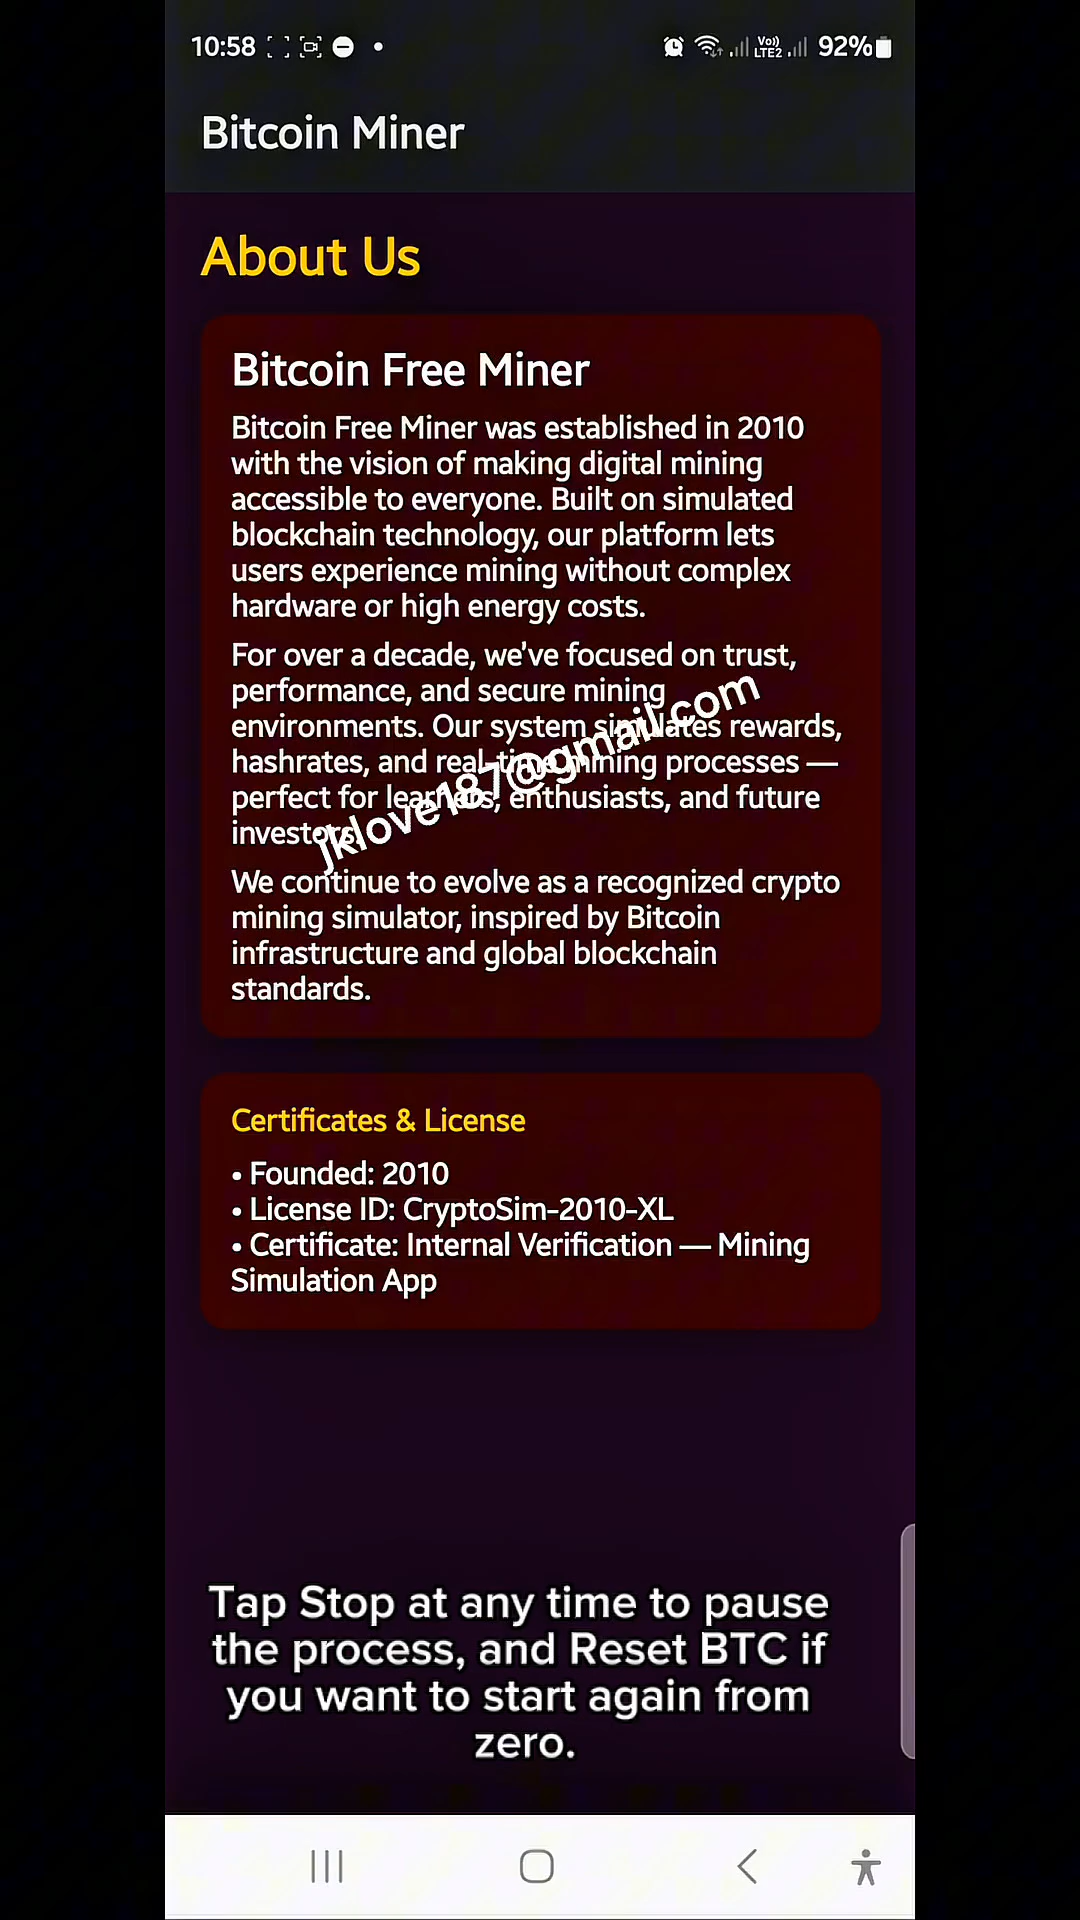 10:58
Vo))
LTE2
92%
Bitcoin Miner
About Us
Bitcoin Free Miner
Bitcoin Free Miner was established in 2010
with the vision of making digital mining
accessible to everyone. Built on simulated
blockchain technology, our platform lets
users experience mining without complex
hardware or high energy costs.
For over a decade, we've focused on trust,
performance, and secure mining
environments. Our system simulates rewards,
hashrates, and real-time mining processes —
perfect for learners, enthusiasts, and future
investors.
jklove187@gmail.com
We continue to evolve as a recognized crypto
mining simulator, inspired by Bitcoin
infrastructure and global blockchain
standards.
Certificates & License
• Founded: 2010
• License ID: CryptoSim-2010-XL
• Certificate: Internal Verification — Mining
Simulation App
Tap Stop at any time to pause
the process, and Reset BTC if
you want to start again from
zero.